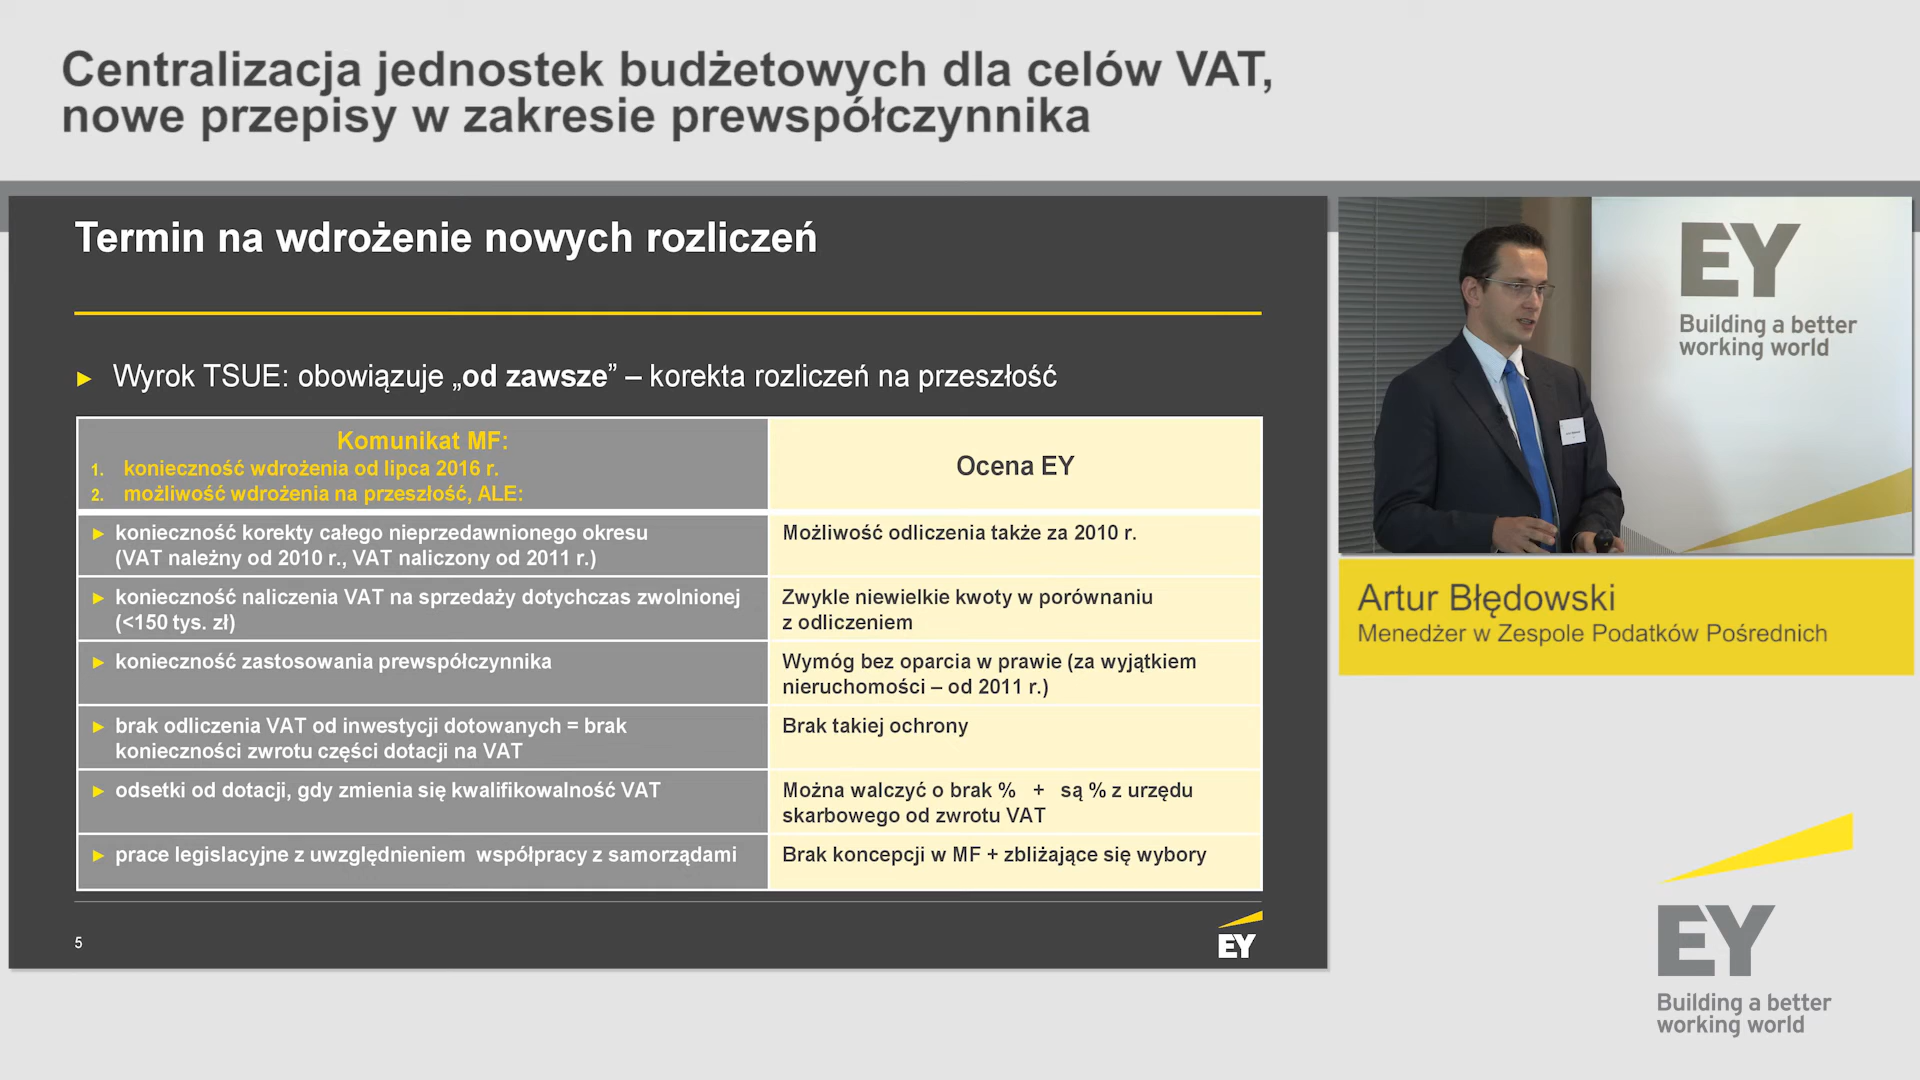 Centralizacja jednostek budżetowych dla celów VAT,
nowe przepisy w zakresie prewspółczynnika
Termin na wdrożenie nowych rozliczeń
► Wyrok TSUE: obowiązuje „od zawsze” – korekta rozliczeń na przeszłość
Komunikat MF:
1. konieczność wdrożenia od lipca 2016 r.
2. możliwość wdrożenia na przeszłość, ALE:
Ocena EY
► konieczność korekty całego nieprzedawnionego okresu
(VAT należny od 2010 r., VAT naliczony od 2011 r.)
Możliwość odliczenia także za 2010 r.
► konieczność naliczenia VAT na sprzedaży dotychczas zwolnionej
(<150 tys. zł)
Zwykle niewielkie kwoty w porównaniu
z odliczeniem
► konieczność zastosowania prewspółczynnika
Wymóg bez oparcia w prawie (za wyjątkiem
nieruchomości – od 2011 r.)
► brak odliczenia VAT od inwestycji dotowanych = brak
konieczności zwrotu części dotacji na VAT
Brak takiej ochrony
► odsetki od dotacji, gdy zmienia się kwalifikowalność VAT
Można walczyć o brak % + są % z urzędu
skarbowego od zwrotu VAT
► prace legislacyjne z uwzględnieniem współpracy z samorządami
Brak koncepcji w MF + zbliżające się wybory
5
EY
EY
Building a better
working world
Artur Błędowski
Menedżer w Zespole Podatków Pośrednich
EY
Building a better
working world